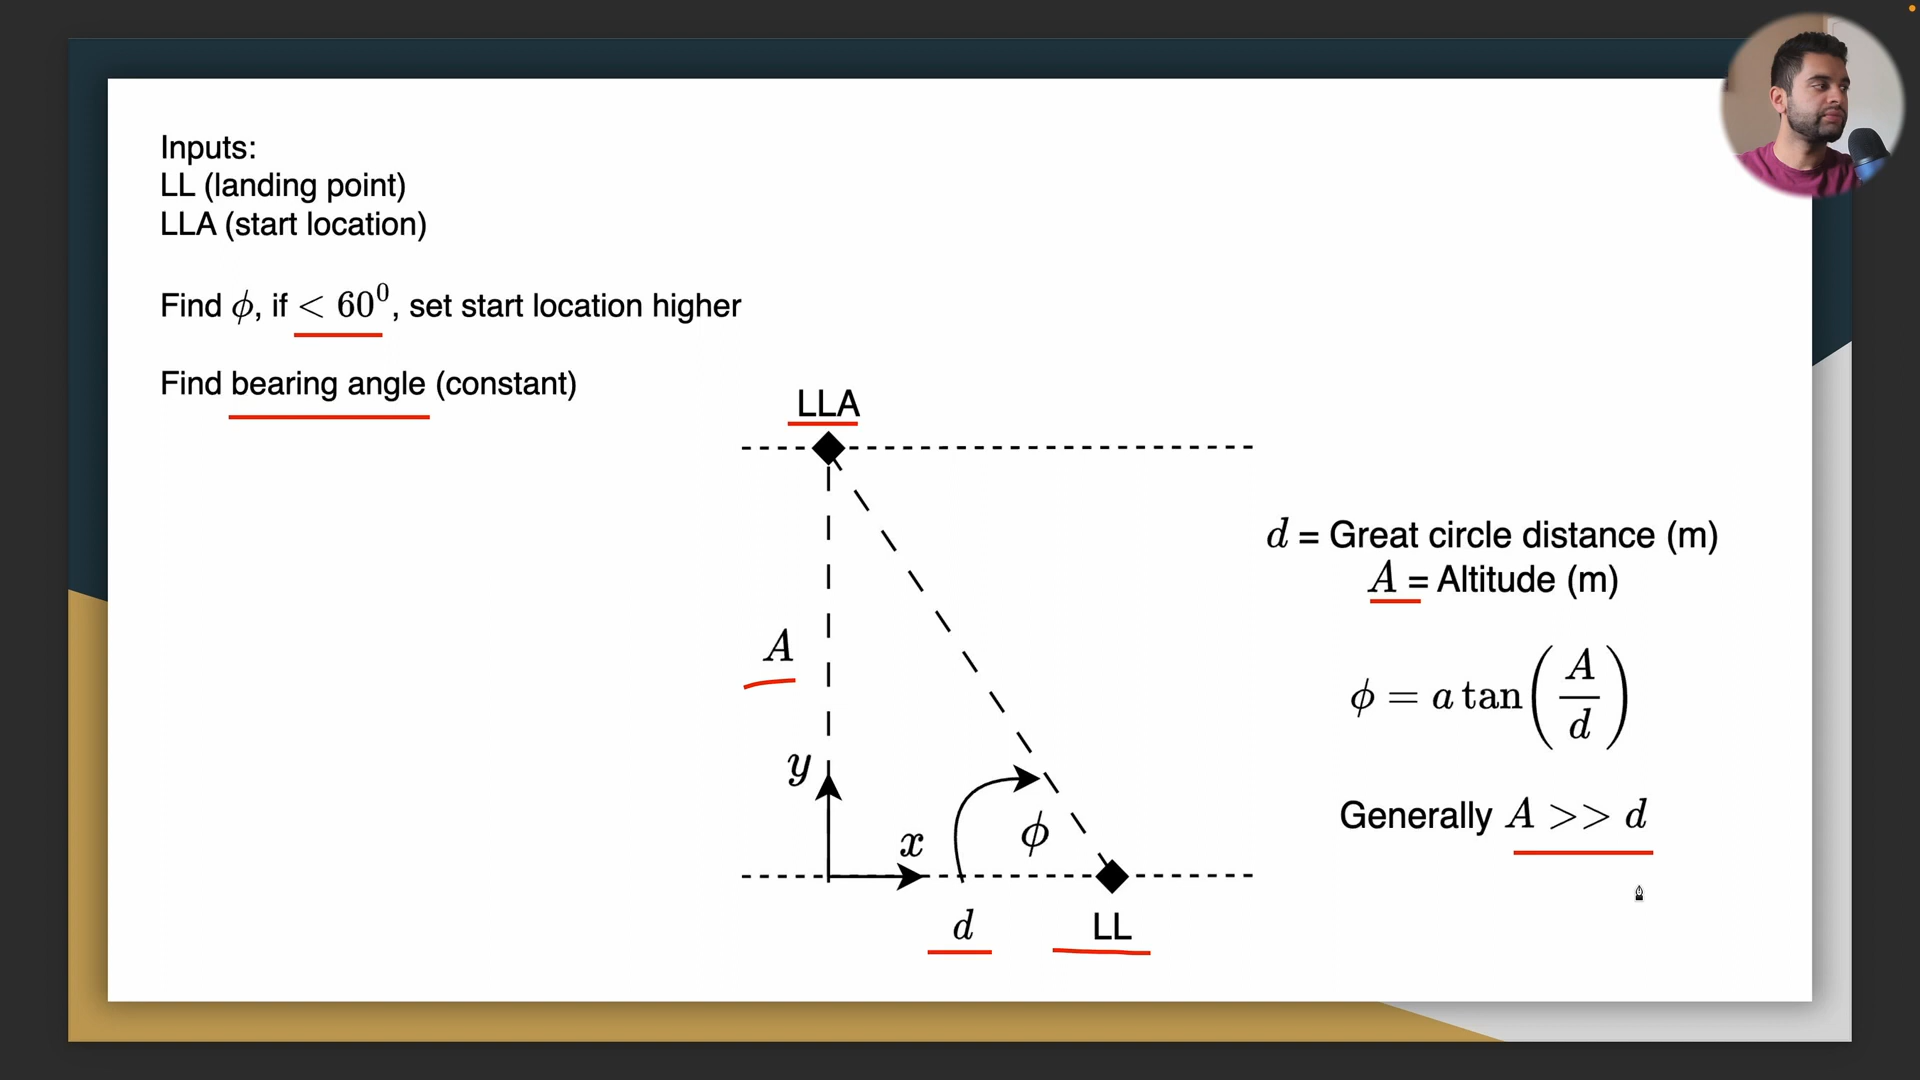 Inputs:
LL (landing point)
LLA (start location)
Find ϕ, if < 60⁰, set start location higher
Find bearing angle (constant)
LLA
d = Great circle distance (m)
A = Altitude (m)
A
ϕ = a tan(A/d)
y
x
ϕ
Generally A >> d
d
LL